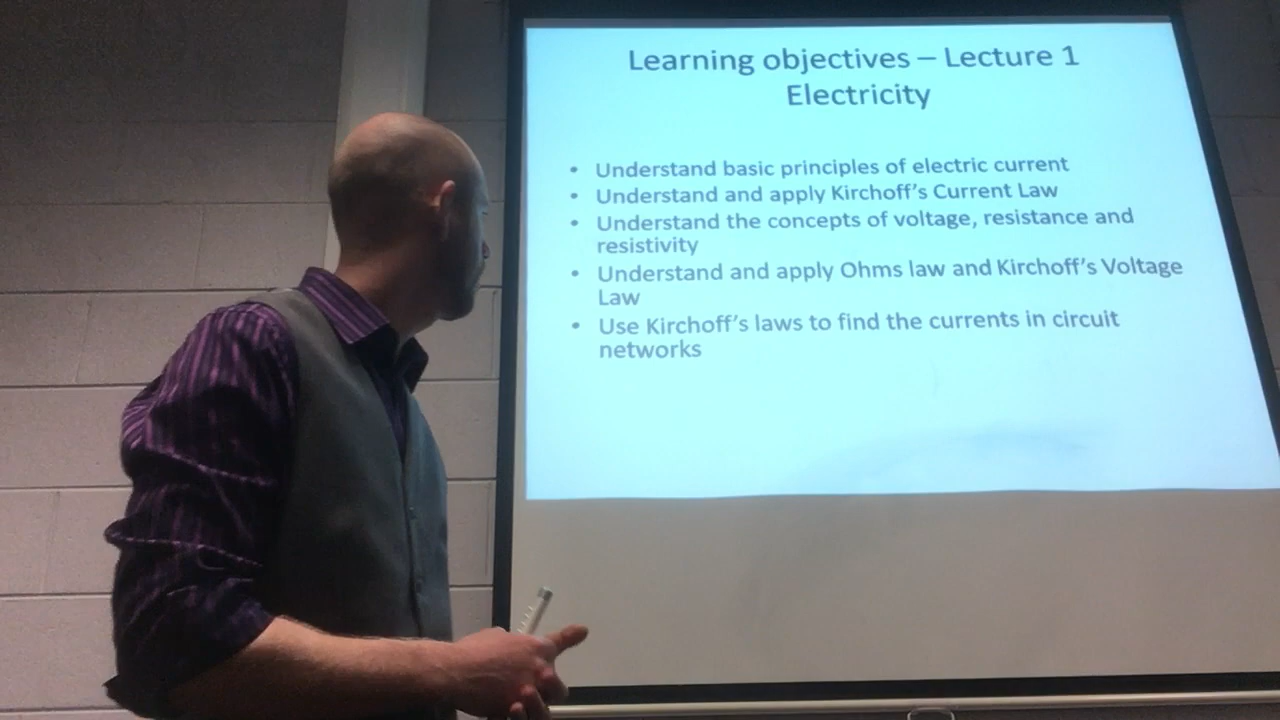 Learning objectives – Lecture 1
Electricity
• Understand basic principles of electric current
• Understand and apply Kirchoff's Current Law
• Understand the concepts of voltage, resistance and
resistivity
• Understand and apply Ohms law and Kirchoff's Voltage
Law
• Use Kirchoff's laws to find the currents in circuit
networks